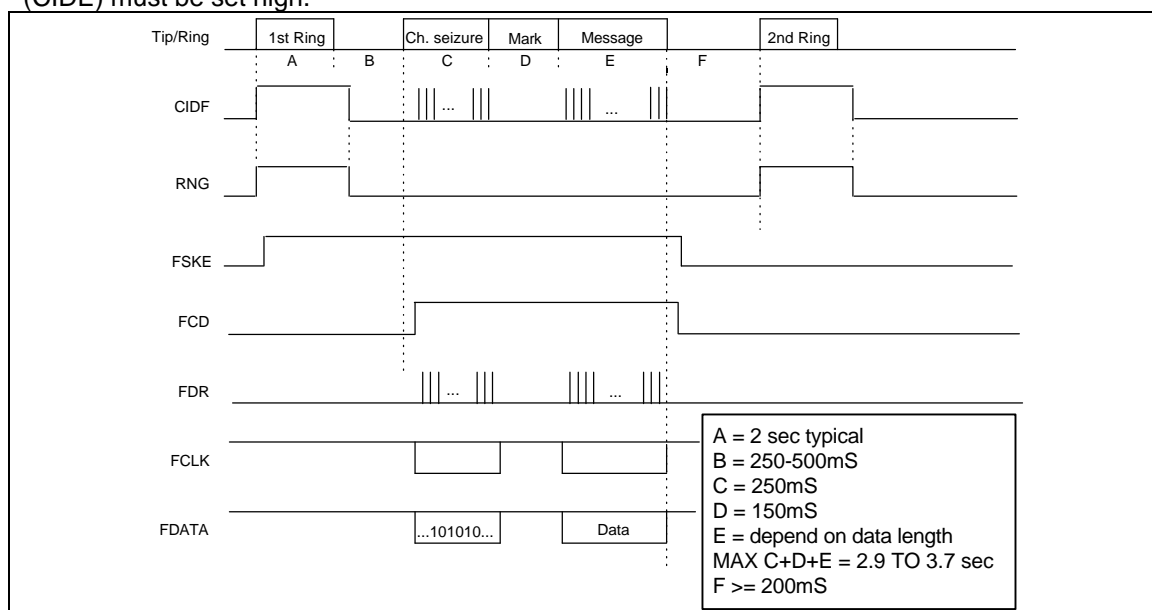 (CIDE) must be set high.
Tip/Ring 1st Ring Ch. seizure Mark Message 2nd Ring
A B C D E F
CIDF ... ...
RNG
FSKE
FCD
FDR ... ...
FCLK
FDATA ...101010... Data
A = 2 sec typical
B = 250-500mS
C = 250mS
D = 150mS
E = depend on data length
MAX C+D+E = 2.9 TO 3.7 sec
F >= 200mS